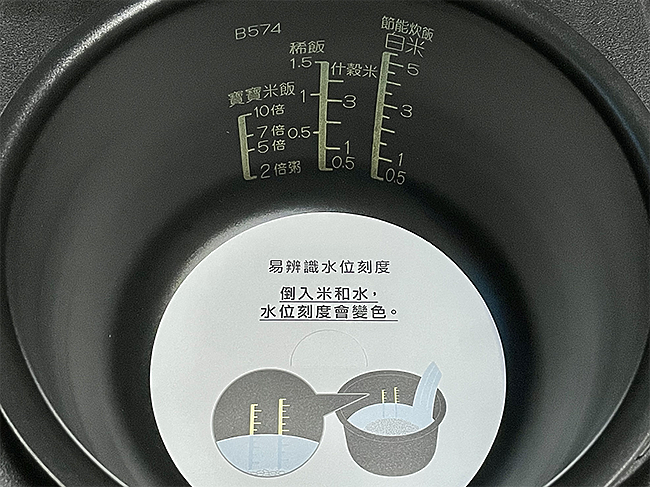 B574
節能炊飯
白米
5
3
1
0.5
稀飯
1.5
1
0.5
什穀米
3
1
0.5
寶寶米飯
10倍
7倍
5倍
2倍粥
易辨識水位刻度
倒入米和水，
水位刻度會變色。